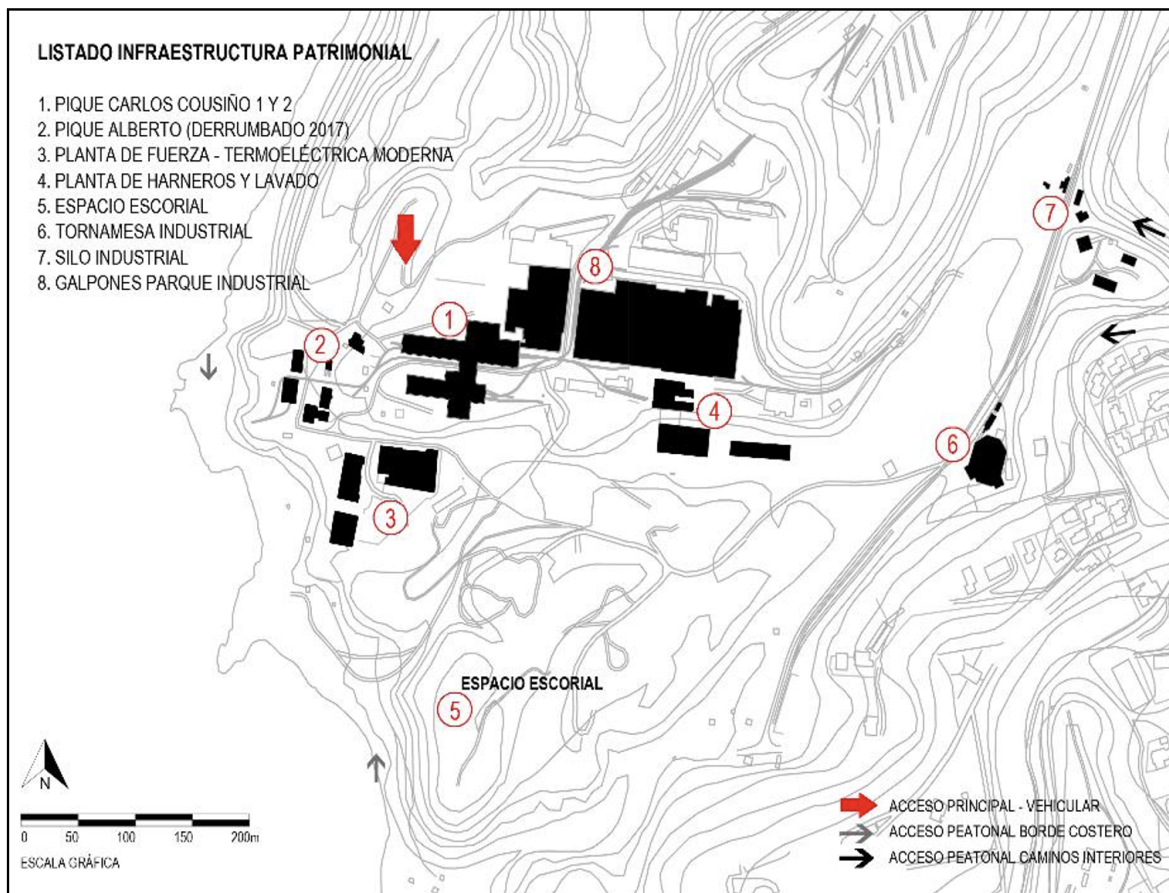 LISTADO INFRAESTRUCTURA PATRIMONIAL
1. PIQUE CARLOS COUSIÑO 1 Y 2
2. PIQUE ALBERTO (DERRUMBADO 2017)
3. PLANTA DE FUERZA - TERMOELÉCTRICA MODERNA
4. PLANTA DE HARNEROS Y LAVADO
5. ESPACIO ESCORIAL
6. TORNAMESA INDUSTRIAL
7. SILO INDUSTRIAL
8. GALPONES PARQUE INDUSTRIAL
7
8
1
2
4
6
3
ESPACIO ESCORIAL
5
N
0 50 100 150 200m
ESCALA GRÁFICA
ACCESO PRINCIPAL - VEHICULAR
ACCESO PEATONAL BORDE COSTERO
ACCESO PEATONAL CAMINOS INTERIORES